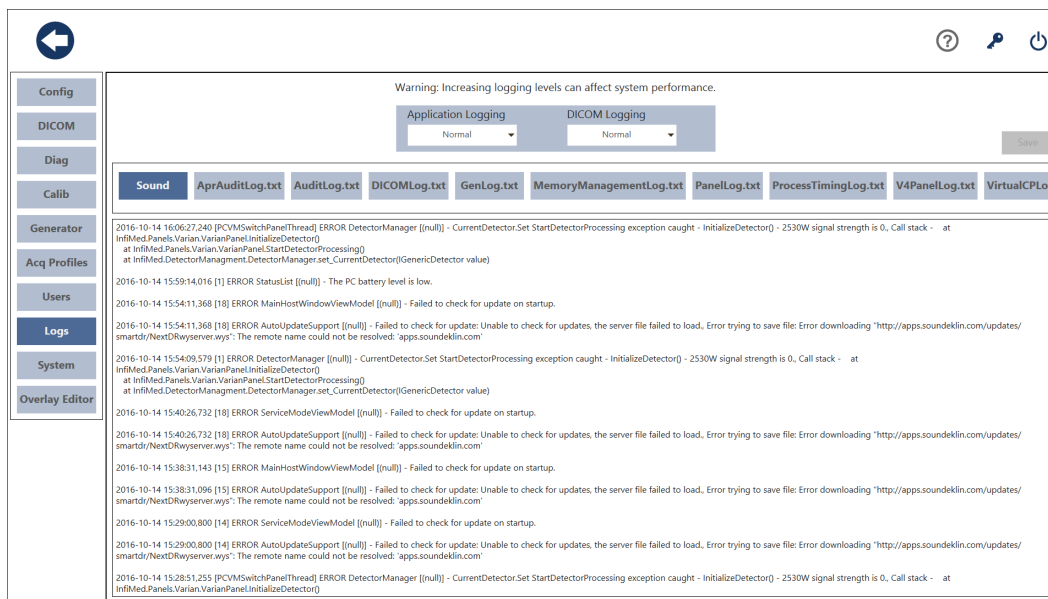 ?
Config
DICOM
Diag
Calib
Generator
Acq Profiles
Users
Logs
System
Overlay Editor
Warning: Increasing logging levels can affect system performance.
Application Logging
Normal
DICOM Logging
Normal
Save
Sound
AprAuditLog.txt
AuditLog.txt
DICOMLog.txt
GenLog.txt
MemoryManagementLog.txt
PanelLog.txt
ProcessTimingLog.txt
V4PanelLog.txt
VirtualCPLo
2016-10-14 16:06:27,240 [PCVMSwitchPanelThread] ERROR DetectorManager [(null)] - CurrentDetector.Set StartDetectorProcessing exception caught - InitializeDetector() - 2530W signal strength is 0., Call stack -    at
InfiMed.Panels.Varian.VarianPanel.InitializeDetector()
at InfiMed.Panels.Varian.VarianPanel.StartDetectorProcessing()
at InfiMed.DetectorManagment.DetectorManager.set_CurrentDetector(IGenericDetector value)
2016-10-14 15:59:14,016 [1] ERROR StatusList [(null)] - The PC battery level is low.
2016-10-14 15:54:11,368 [18] ERROR MainHostWindowViewModel [(null)] - Failed to check for update on startup.
2016-10-14 15:54:11,368 [18] ERROR AutoUpdateSupport [(null)] - Failed to check for update: Unable to check for updates, the server file failed to load., Error trying to save file: Error downloading "http://apps.soundeklin.com/updates/
smartdr/NextDRwyserver.wys": The remote name could not be resolved: 'apps.soundeklin.com'
2016-10-14 15:54:09,579 [1] ERROR DetectorManager [(null)] - CurrentDetector.Set StartDetectorProcessing exception caught - InitializeDetector() - 2530W signal strength is 0., Call stack -    at
InfiMed.Panels.Varian.VarianPanel.InitializeDetector()
at InfiMed.Panels.Varian.VarianPanel.StartDetectorProcessing()
at InfiMed.DetectorManagment.DetectorManager.set_CurrentDetector(IGenericDetector value)
2016-10-14 15:40:26,732 [18] ERROR ServiceModeViewModel [(null)] - Failed to check for update on startup.
2016-10-14 15:40:26,732 [18] ERROR AutoUpdateSupport [(null)] - Failed to check for update: Unable to check for updates, the server file failed to load., Error trying to save file: Error downloading "http://apps.soundeklin.com/updates/
smartdr/NextDRwyserver.wys": The remote name could not be resolved: 'apps.soundeklin.com'
2016-10-14 15:38:31,143 [15] ERROR MainHostWindowViewModel [(null)] - Failed to check for update on startup.
2016-10-14 15:38:31,096 [15] ERROR AutoUpdateSupport [(null)] - Failed to check for update: Unable to check for updates, the server file failed to load., Error trying to save file: Error downloading "http://apps.soundeklin.com/updates/
smartdr/NextDRwyserver.wys": The remote name could not be resolved: 'apps.soundeklin.com'
2016-10-14 15:29:00,800 [14] ERROR ServiceModeViewModel [(null)] - Failed to check for update on startup.
2016-10-14 15:29:00,800 [14] ERROR AutoUpdateSupport [(null)] - Failed to check for update: Unable to check for updates, the server file failed to load., Error trying to save file: Error downloading "http://apps.soundeklin.com/updates/
smartdr/NextDRwyserver.wys": The remote name could not be resolved: 'apps.soundeklin.com'
2016-10-14 15:28:51,255 [PCVMSwitchPanelThread] ERROR DetectorManager [(null)] - CurrentDetector.Set StartDetectorProcessing exception caught - InitializeDetector() - 2530W signal strength is 0., Call stack -    at
InfiMed.Panels.Varian.VarianPanel.InitializeDetector()